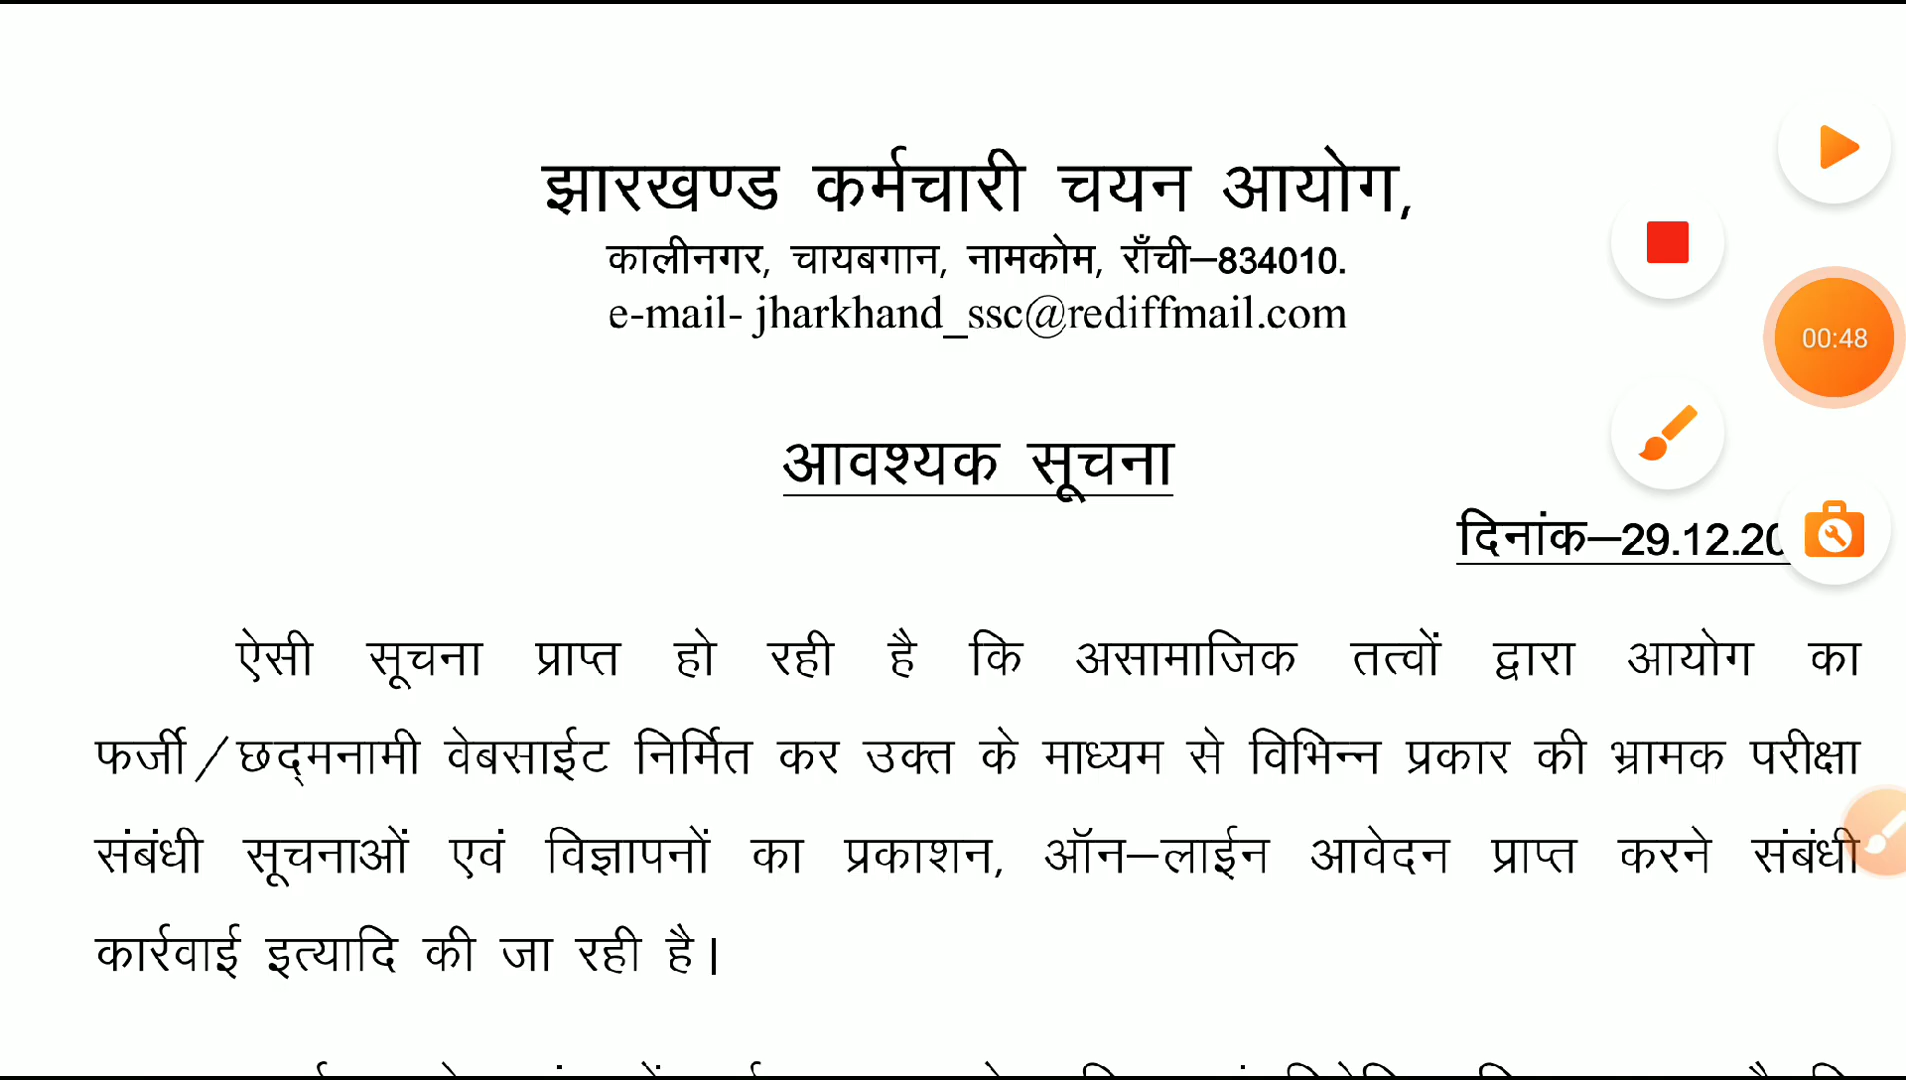 झारखण्ड कर्मचारी चयन आयोग,
कालीनगर, चायबगान, नामकोम, राँची–834010.
e-mail- jharkhand_ssc@rediffmail.com
00:48
आवश्यक सूचना
दिनांक–29.12.20
ऐसी सूचना प्राप्त हो रही है कि असामाजिक तत्वों द्वारा आयोग का
फर्जी/छद्मनामी वेबसाईट निर्मित कर उक्त के माध्यम से विभिन्न प्रकार की भ्रामक परीक्षा
संबंधी सूचनाओं एवं विज्ञापनों का प्रकाशन, ऑन–लाईन आवेदन प्राप्त करने संबंधी
कार्रवाई इत्यादि की जा रही है।